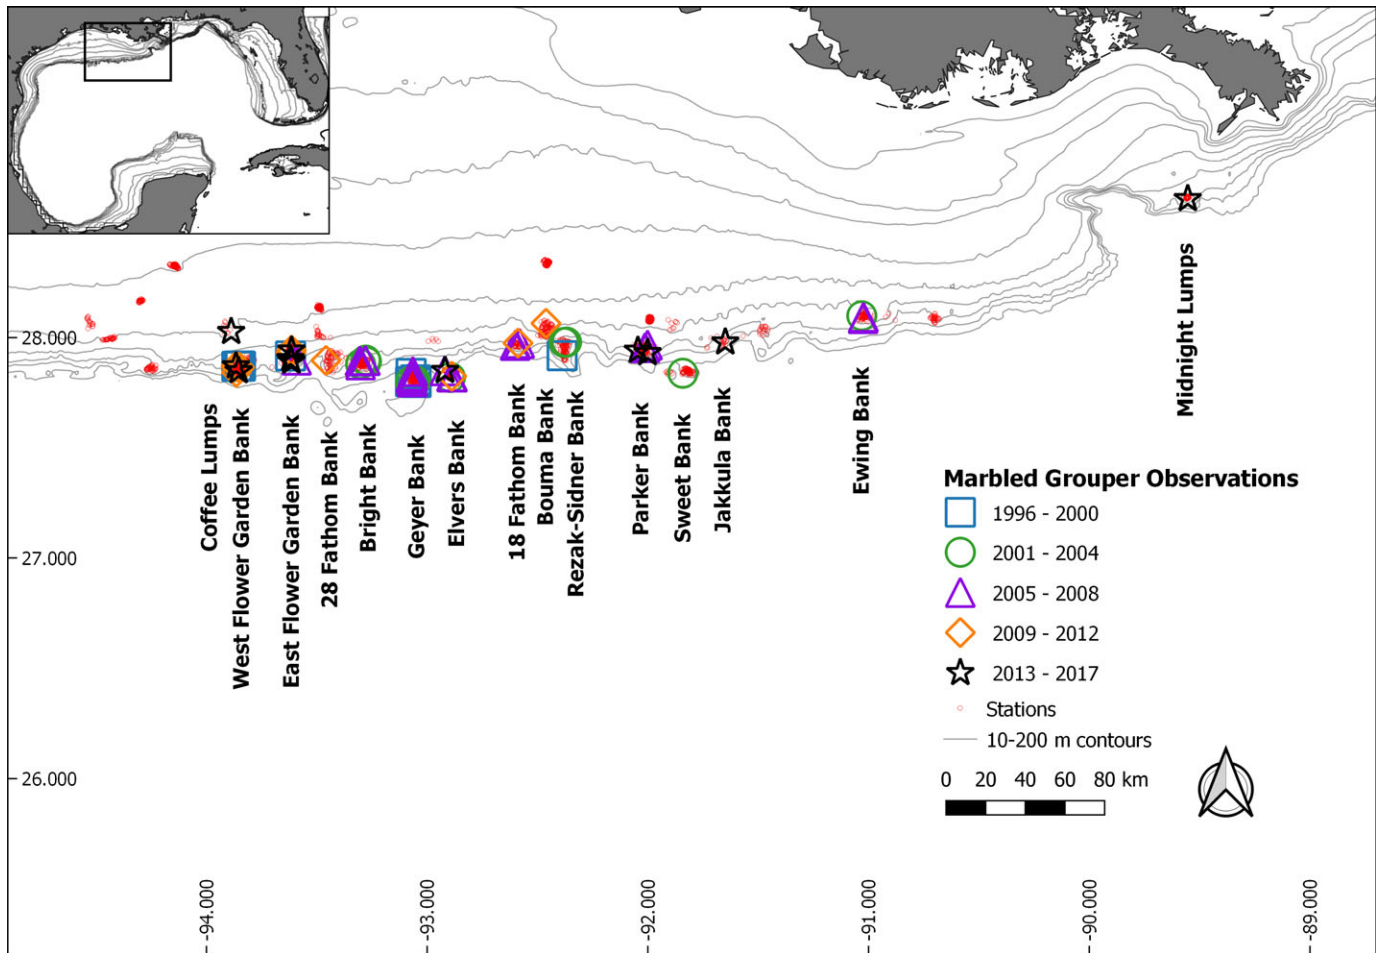 28.000
27.000
26.000
Coffee Lumps
West Flower Garden Bank
East Flower Garden Bank
28 Fathom Bank
Bright Bank
Geyer Bank
Elvers Bank
18 Fathom Bank
Bouma Bank
Rezak-Sidner Bank
Parker Bank
Sweet Bank
Jakkula Bank
Ewing Bank
Midnight Lumps
Marbled Grouper Observations
1996 - 2000
2001 - 2004
2005 - 2008
2009 - 2012
2013 - 2017
Stations
10-200 m contours
0 20 40 60 80 km
-94.000
-93.000
-92.000
-91.000
-90.000
-89.000